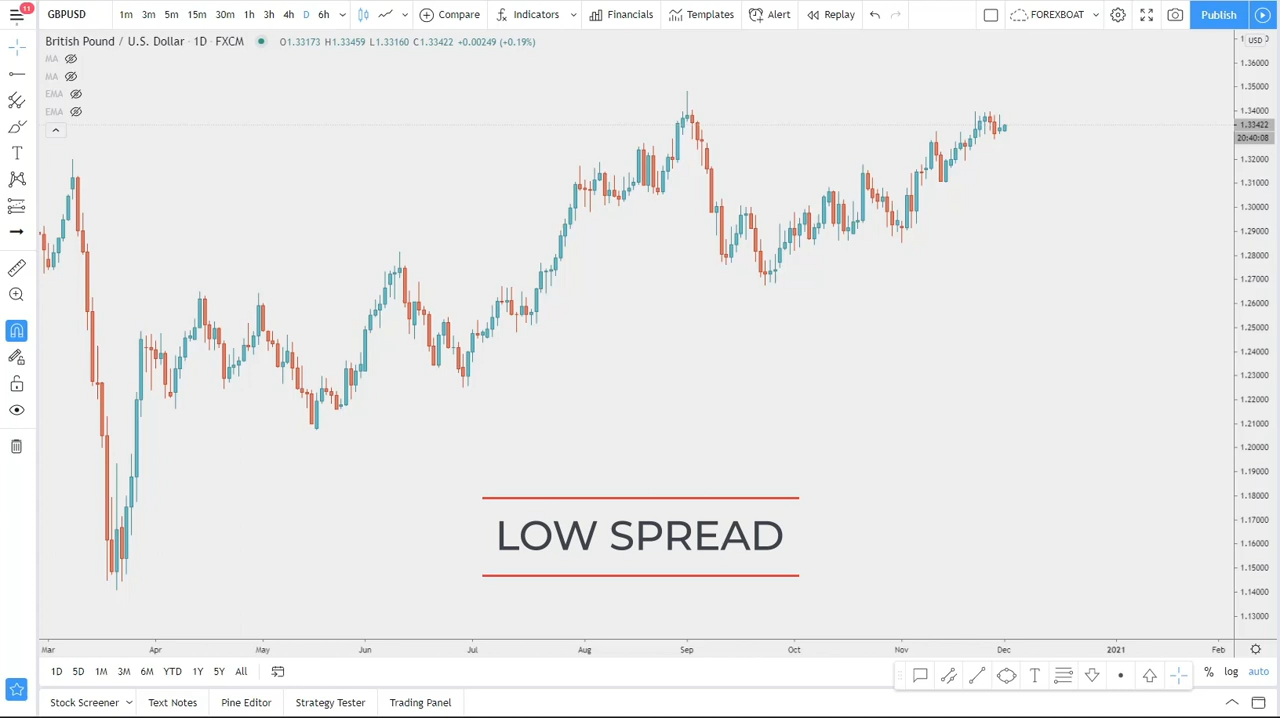 11
GBPUSD
1m 3m 5m 15m 30m 1h 3h 4h D 6h Compare Indicators Financials Templates Alert Replay FOREXBOAT Publish
British Pound / U.S. Dollar · 1D · FXCM O1.33173 H1.33459 L1.33160 C1.33422 +0.00249 (+0.19%)
USD
MA
MA
EMA
EMA
1.36000
1.35000
1.34000
1.33422
20:40:08
1.32000
1.31000
1.30000
1.29000
1.28000
1.27000
1.26000
1.25000
1.24000
1.23000
1.22000
1.21000
1.20000
1.19000
1.18000
1.17000
1.16000
1.15000
1.14000
1.13000
LOW SPREAD
Mar Apr May Jun Jul Aug Sep Oct Nov Dec 2021 Feb
1D 5D 1M 3M 6M YTD 1Y 5Y All % log auto
Stock Screener Text Notes Pine Editor Strategy Tester Trading Panel